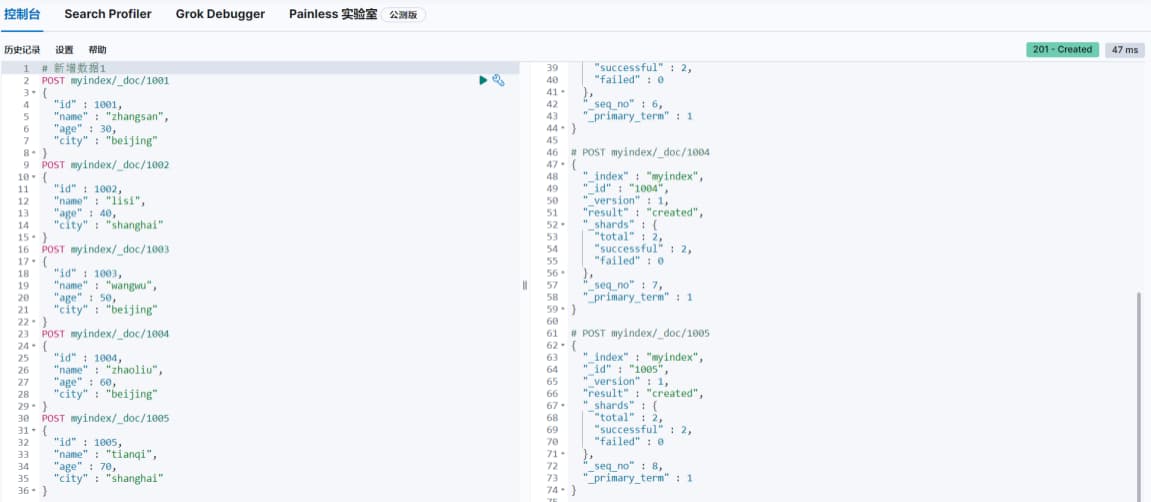 控制台 Search Profiler Grok Debugger Painless 实验室 公测版
历史记录 设置 帮助 201 - Created 47 ms
1 # 新增数据1
2 POST myindex/_doc/1001
3 {
4 "id" : 1001,
5 "name" : "zhangsan",
6 "age" : 30,
7 "city" : "beijing"
8 }
9 POST myindex/_doc/1002
10 {
11 "id" : 1002,
12 "name" : "lisi",
13 "age" : 40,
14 "city" : "shanghai"
15 }
16 POST myindex/_doc/1003
17 {
18 "id" : 1003,
19 "name" : "wangwu",
20 "age" : 50,
21 "city" : "beijing"
22 }
23 POST myindex/_doc/1004
24 {
25 "id" : 1004,
26 "name" : "zhaoliu",
27 "age" : 60,
28 "city" : "beijing"
29 }
30 POST myindex/_doc/1005
31 {
32 "id" : 1005,
33 "name" : "tianqi",
34 "age" : 70,
35 "city" : "shanghai"
36 }
39 "successful" : 2,
40 "failed" : 0
41 },
42 "_seq_no" : 6,
43 "_primary_term" : 1
44 }
45
46 # POST myindex/_doc/1004
47 {
48 "_index" : "myindex",
49 "_id" : "1004",
50 "_version" : 1,
51 "result" : "created",
52 "_shards" : {
53 "total" : 2,
54 "successful" : 2,
55 "failed" : 0
56 },
57 "_seq_no" : 7,
58 "_primary_term" : 1
59 }
60
61 # POST myindex/_doc/1005
62 {
63 "_index" : "myindex",
64 "_id" : "1005",
65 "_version" : 1,
66 "result" : "created",
67 "_shards" : {
68 "total" : 2,
69 "successful" : 2,
70 "failed" : 0
71 },
72 "_seq_no" : 8,
73 "_primary_term" : 1
74 }